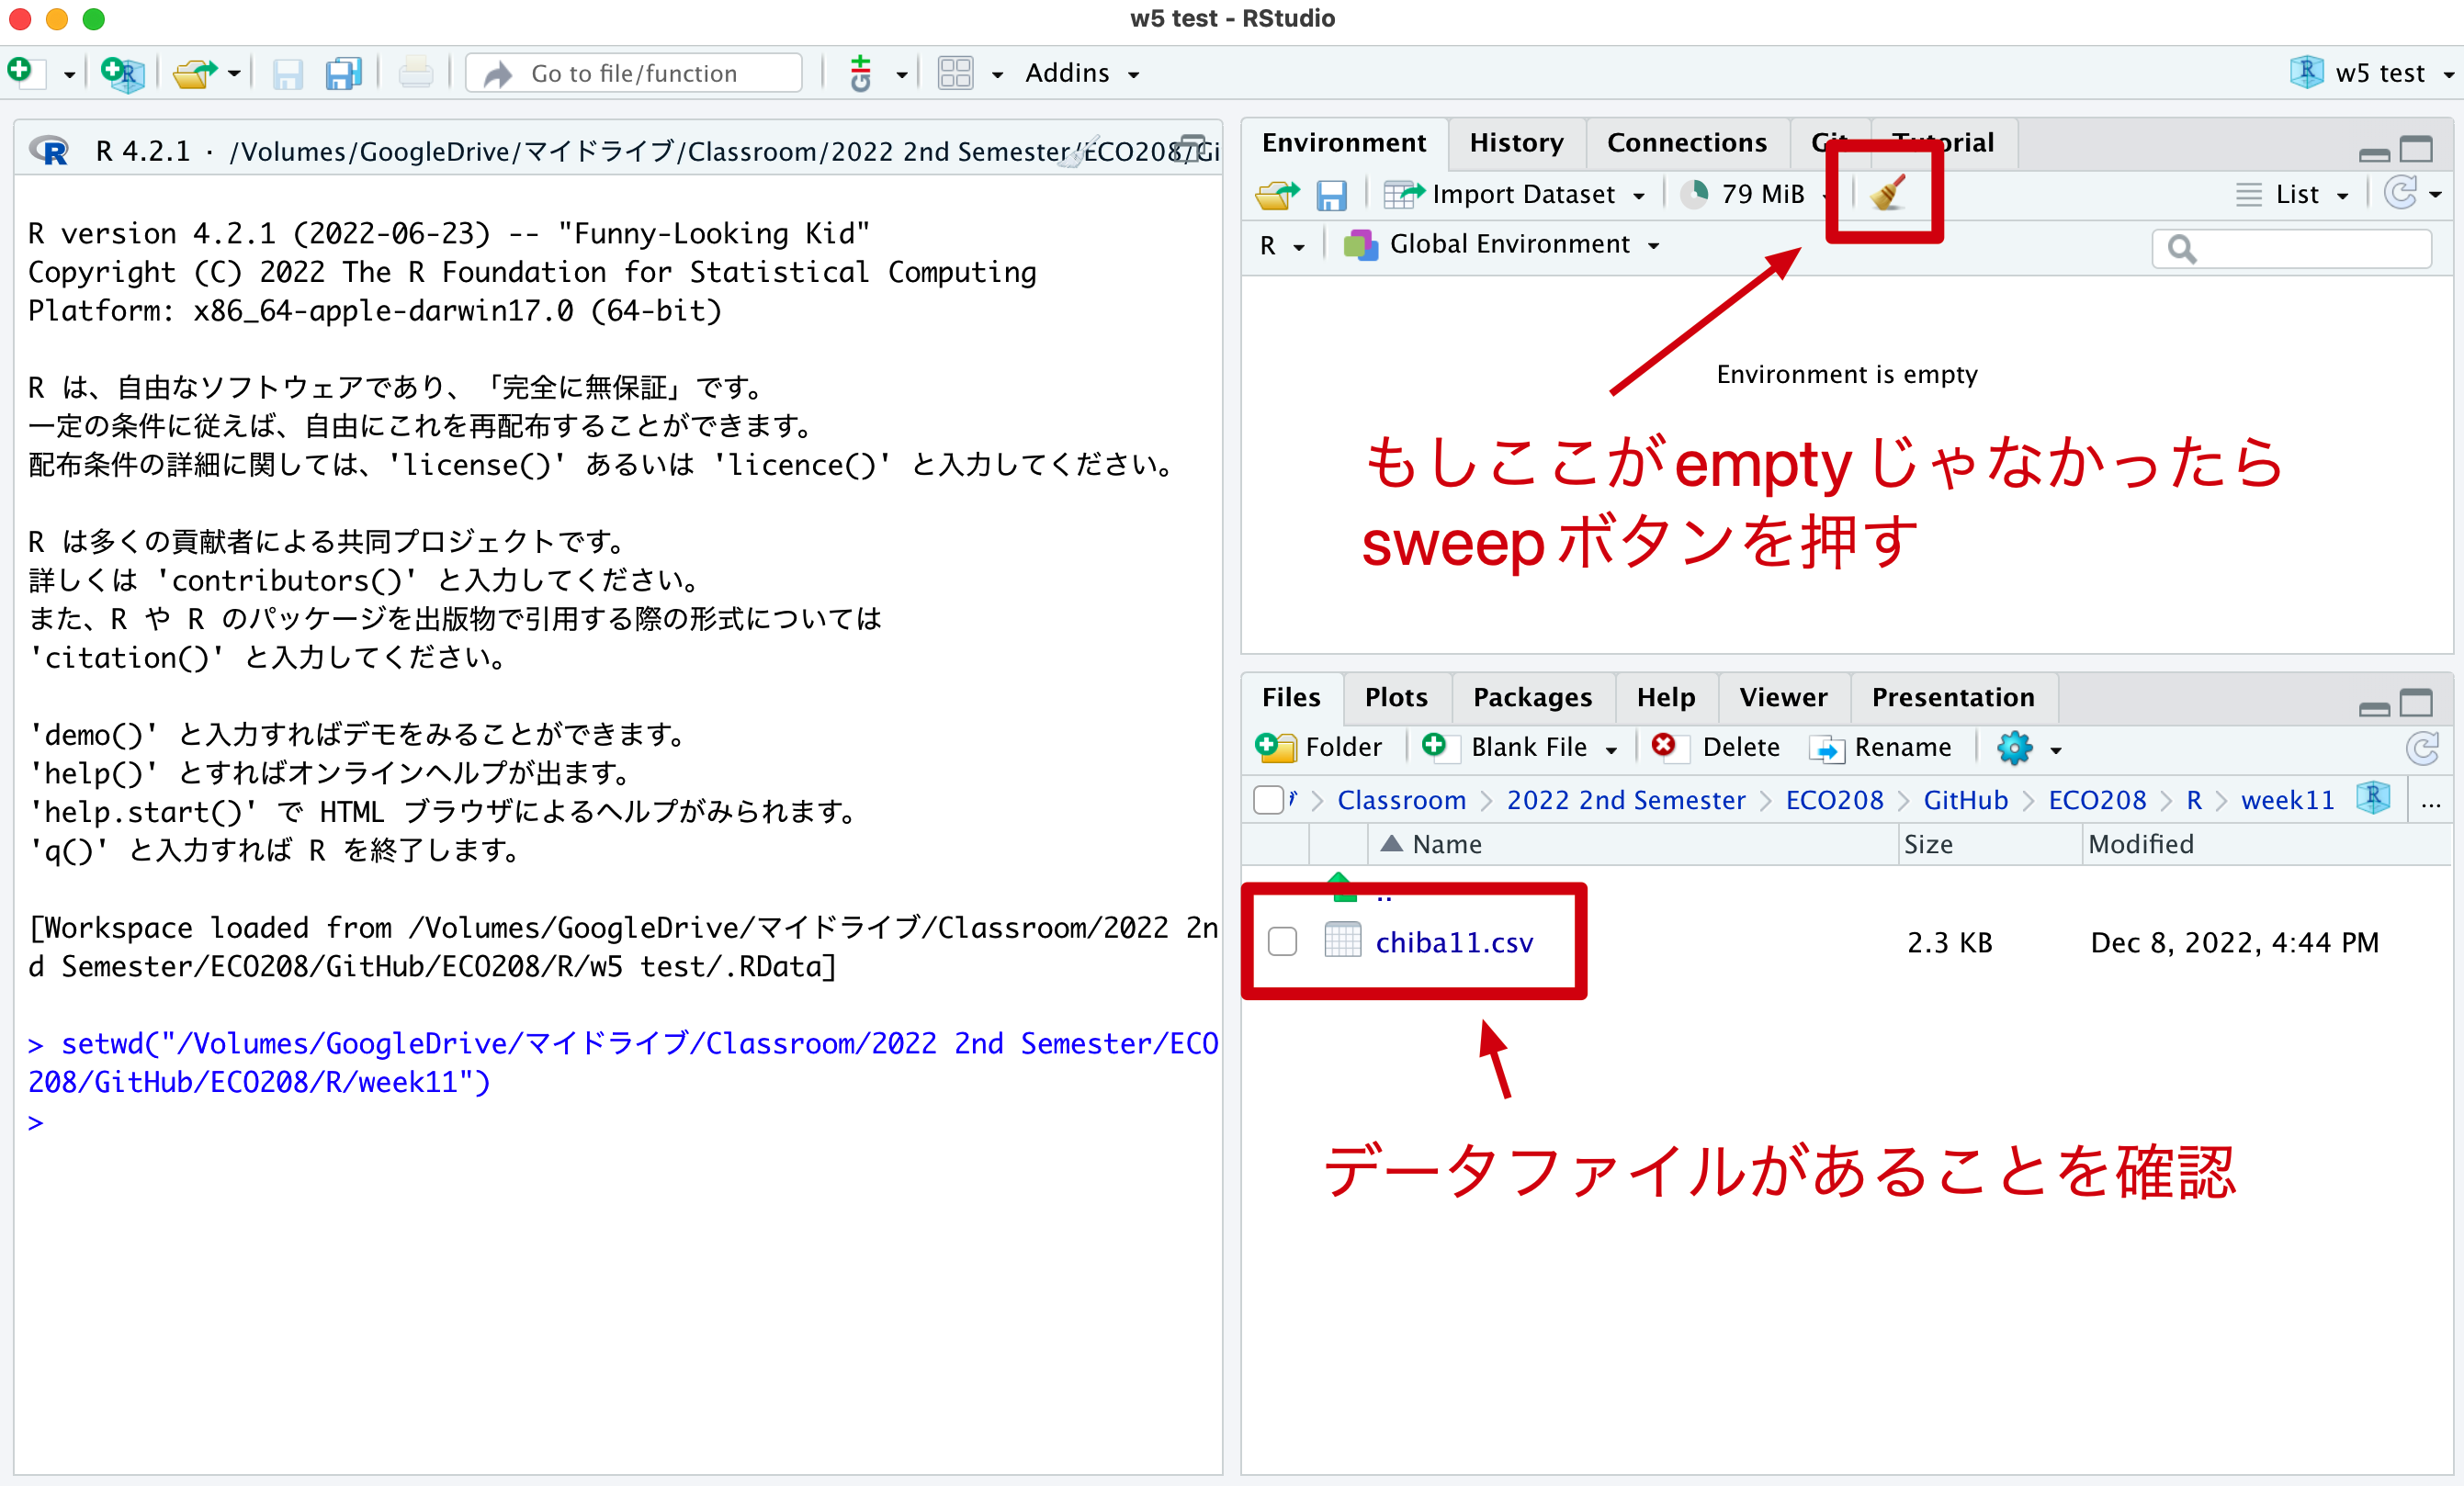 w5 test - RStudio
Go to file/function
Addins
w5 test
R 4.2.1 · /Volumes/GoogleDrive/マイドライブ/Classroom/2022 2nd Semester/ECO208/Gi
R version 4.2.1 (2022-06-23) -- "Funny-Looking Kid"
Copyright (C) 2022 The R Foundation for Statistical Computing
Platform: x86_64-apple-darwin17.0 (64-bit)
R は、自由なソフトウェアであり、「完全に無保証」です。
一定の条件に従えば、自由にこれを再配布することができます。
配布条件の詳細に関しては、'license()' あるいは 'licence()' と入力してください。
R は多くの貢献者による共同プロジェクトです。
詳しくは 'contributors()' と入力してください。
また、R や R のパッケージを出版物で引用する際の形式については
'citation()' と入力してください。
'demo()' と入力すればデモをみることができます。
'help()' とすればオンラインヘルプが出ます。
'help.start()' で HTML ブラウザによるヘルプがみられます。
'q()' と入力すれば R を終了します。
[Workspace loaded from /Volumes/GoogleDrive/マイドライブ/Classroom/2022 2n
d Semester/ECO208/GitHub/ECO208/R/w5 test/.RData]
> setwd("/Volumes/GoogleDrive/マイドライブ/Classroom/2022 2nd Semester/ECO
208/GitHub/ECO208/R/week11")
>
Environment History Connections Git Tutorial
Import Dataset 79 MiB List
R Global Environment
Environment is empty
もしここがemptyじゃなかったら
sweepボタンを押す
Files Plots Packages Help Viewer Presentation
Folder Blank File Delete Rename
Classroom > 2022 2nd Semester > ECO208 > GitHub > ECO208 > R > week11 ...
Name Size Modified
..
chiba11.csv 2.3 KB Dec 8, 2022, 4:44 PM
データファイルがあることを確認